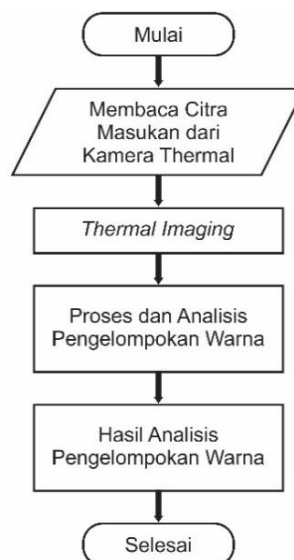 Mulai
Membaca Citra
Masukan dari
Kamera Thermal
Thermal Imaging
Proses dan Analisis
Pengelompokan Warna
Hasil Analisis
Pengelompokan Warna
Selesai